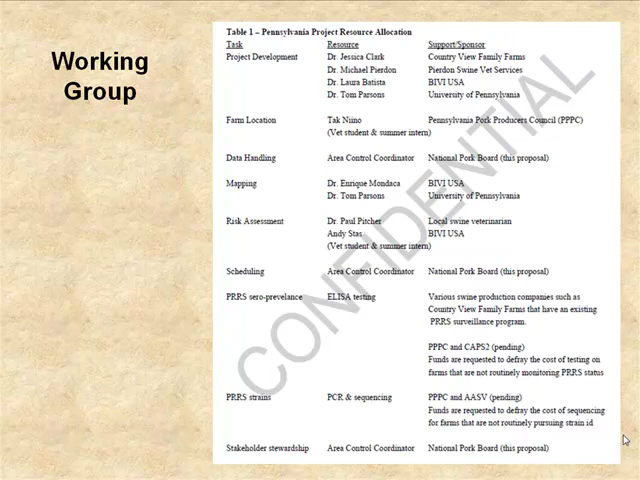 Working
Group
Table 1 – Pennsylvania Project Resource Allocation
Task Resource Support/Sponsor
Project Development Dr. Jessica Clark Country View Family Farms
Dr. Michael Pierdon Pierdon Swine Vet Services
Dr. Laura Batista BIVI USA
Dr. Tom Parsons University of Pennsylvania
Farm Location Tak Niino Pennsylvania Pork Producers Council (PPPC)
(Vet student & summer intern)
Data Handling Area Control Coordinator National Pork Board (this proposal)
Mapping Dr. Enrique Mondaca BIVI USA
Dr. Tom Parsons University of Pennsylvania
Risk Assessment Dr. Paul Pitcher Local swine veterinarian
Andy Stas BIVI USA
(Vet student & summer intern)
Scheduling Area Control Coordinator National Pork Board (this proposal)
PRRS sero-prevelance ELISA testing Various swine production companies such as
Country View Family Farms that have an existing
PRRS surveillance program.
PPPC and CAPS2 (pending)
Funds are requested to defray the cost of testing on
farms that are not routinely monitoring PRRS status
PRRS strains PCR & sequencing PPPC and AASV (pending)
Funds are requested to defray the cost of sequencing
for farms that are not routinely pursuing strain id
Stakeholder stewardship Area Control Coordinator National Pork Board (this proposal)
CONFIDENTIAL